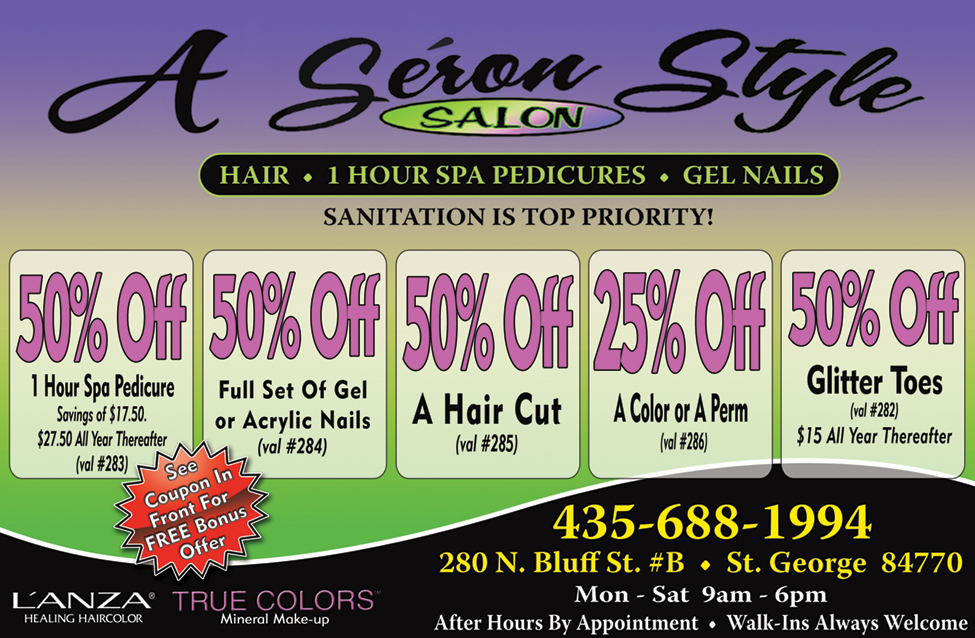 A Séron Style
SALON
HAIR • 1 HOUR SPA PEDICURES • GEL NAILS
SANITATION IS TOP PRIORITY!
50% Off
1 Hour Spa Pedicure
Savings of $17.50.
$27.50 All Year Thereafter
(val #283)
50% Off
Full Set Of Gel
or Acrylic Nails
(val #284)
50% Off
A Hair Cut
(val #285)
25% Off
A Color or A Perm
(val #286)
50% Off
Glitter Toes
(val #282)
$15 All Year Thereafter
See
Coupon In
Front For
FREE Bonus
Offer
435-688-1994
280 N. Bluff St. #B • St. George 84770
Mon - Sat 9am - 6pm
After Hours By Appointment • Walk-Ins Always Welcome
L'ANZA®
HEALING HAIRCOLOR
TRUE COLORS™
Mineral Make-up